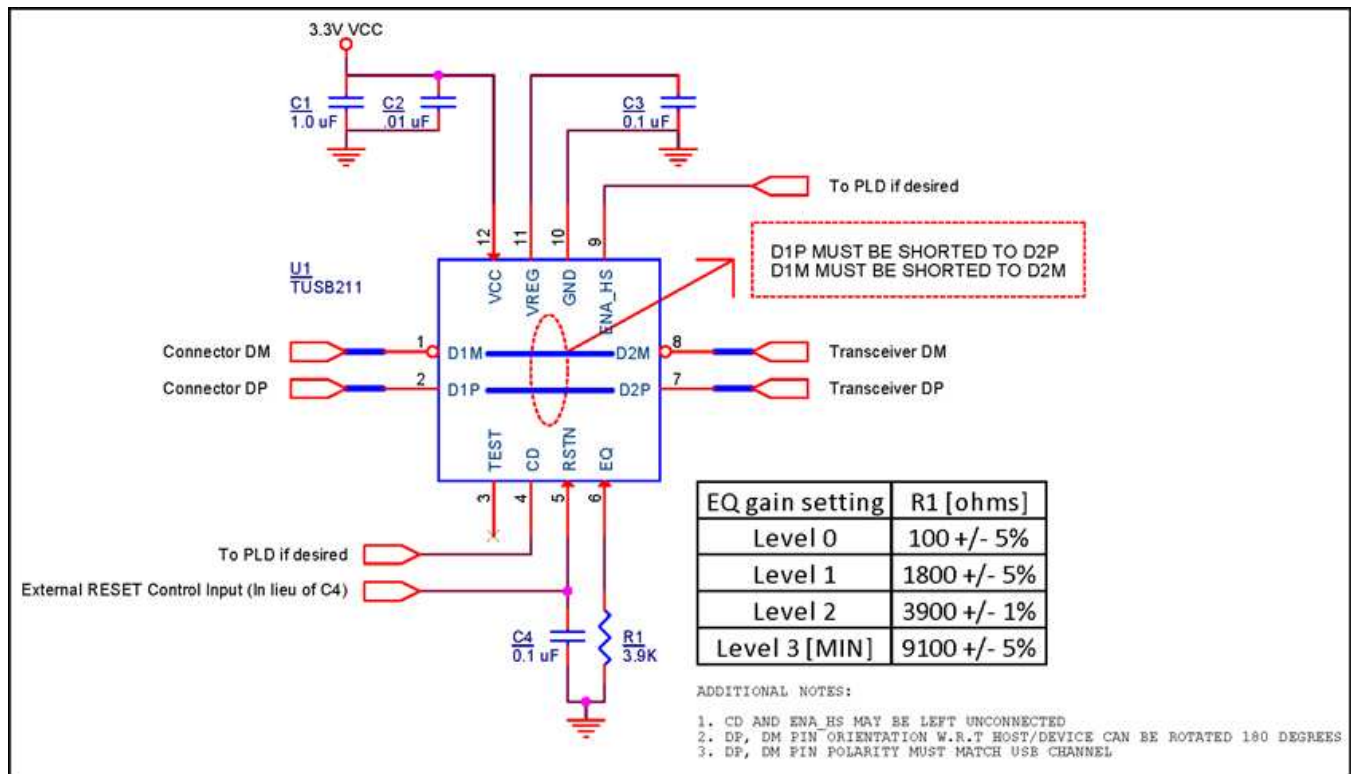 3.3V VCC
C1
1.0 uF
C2
.01 uF
C3
0.1 uF
To PLD if desired
D1P MUST BE SHORTED TO D2P
D1M MUST BE SHORTED TO D2M
12
11
10
9
U1
TUSB211
VCC
VREG
GND
ENA_HS
Connector DM
1
D1M
D2M
8
Transceiver DM
Connector DP
2
D1P
D2P
7
Transceiver DP
TEST
CD
RSTN
EQ
3
4
5
6
To PLD if desired
External RESET Control Input (In lieu of C4)
C4
0.1 uF
R1
3.9K
EQ gain setting R1 [ohms]
Level 0 100 +/- 5%
Level 1 1800 +/- 5%
Level 2 3900 +/- 1%
Level 3 [MIN] 9100 +/- 5%
ADDITIONAL NOTES:
1. CD AND ENA_HS MAY BE LEFT UNCONNECTED
2. DP, DM PIN ORIENTATION W.R.T HOST/DEVICE CAN BE ROTATED 180 DEGREES
3. DP, DM PIN POLARITY MUST MATCH USB CHANNEL